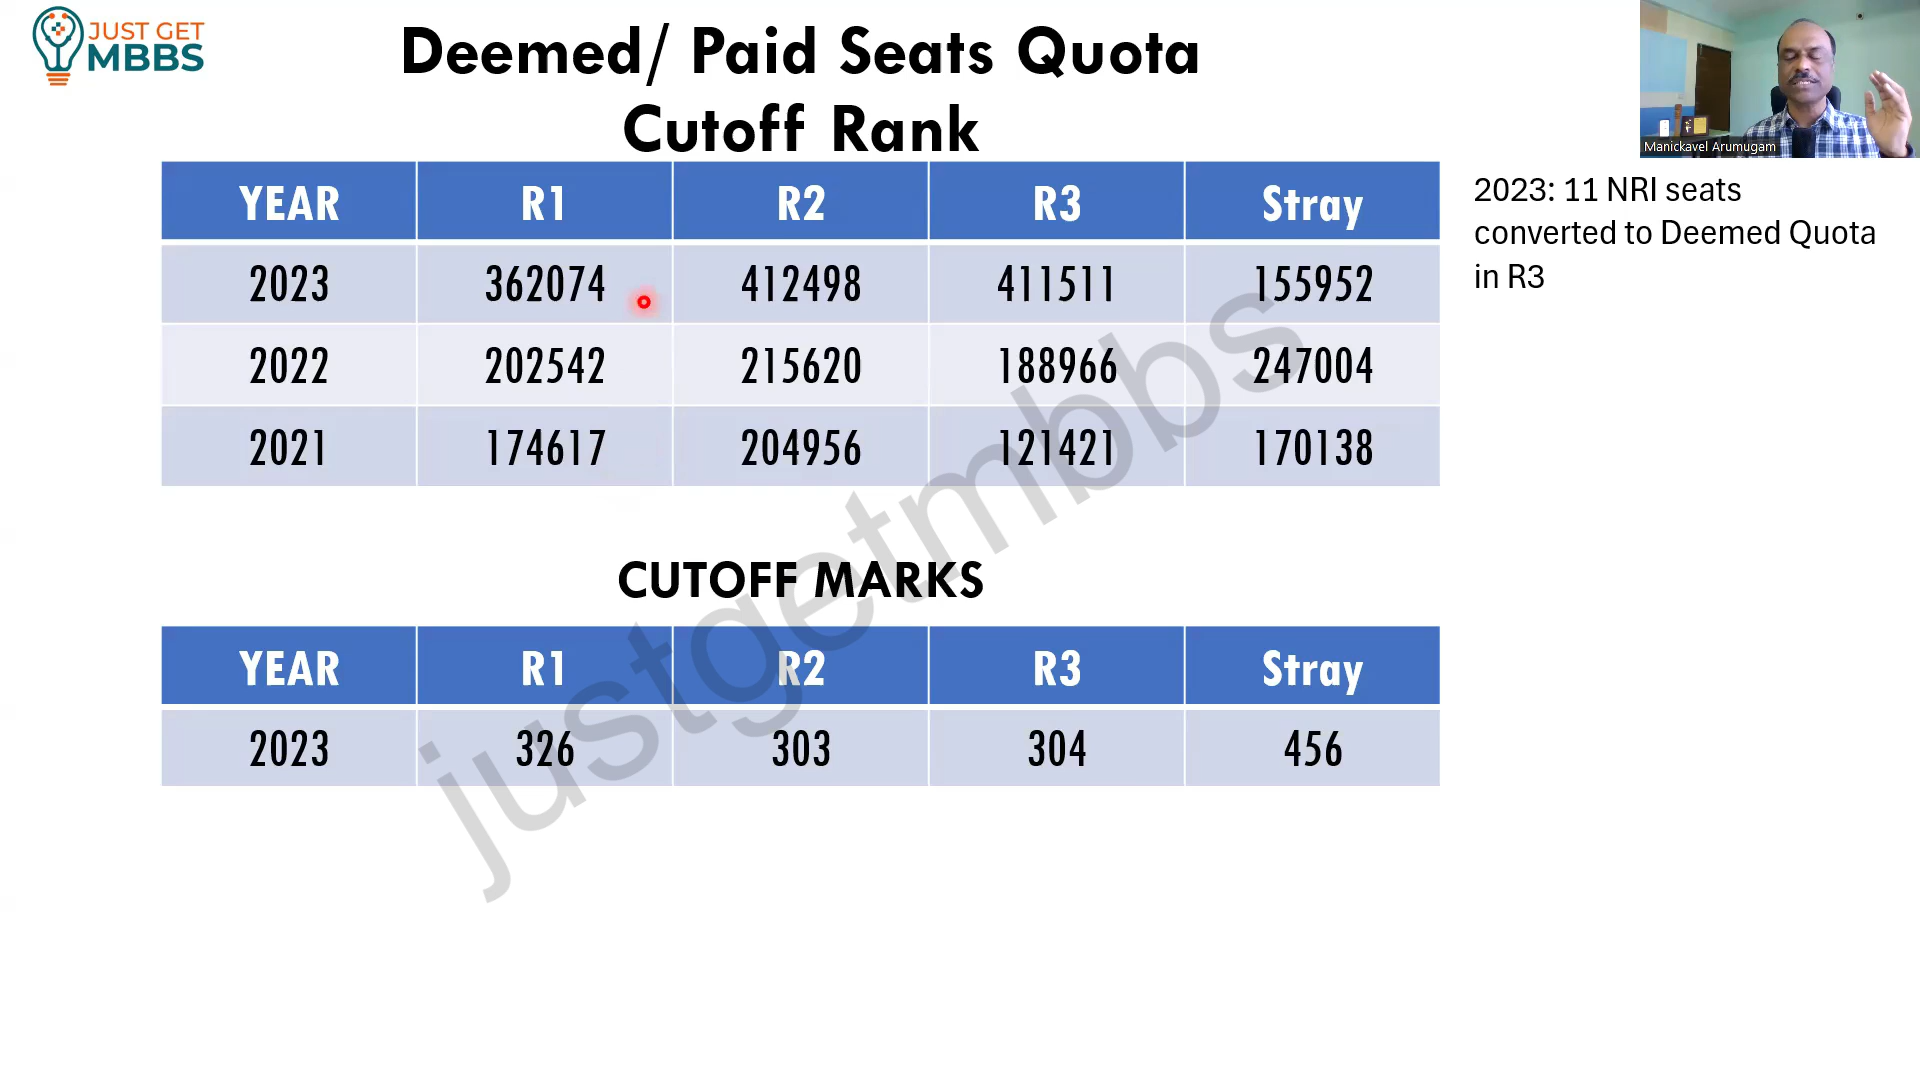 JUST GET
MBBS
Deemed/ Paid Seats Quota
Cutoff Rank
Manickavel Arumugam
YEAR R1 R2 R3 Stray
2023 362074 412498 411511 155952
2022 202542 215620 188966 247004
2021 174617 204956 121421 170138
2023: 11 NRI seats
converted to Deemed Quota
in R3
CUTOFF MARKS
YEAR R1 R2 R3 Stray
2023 326 303 304 456
justgetmbbs